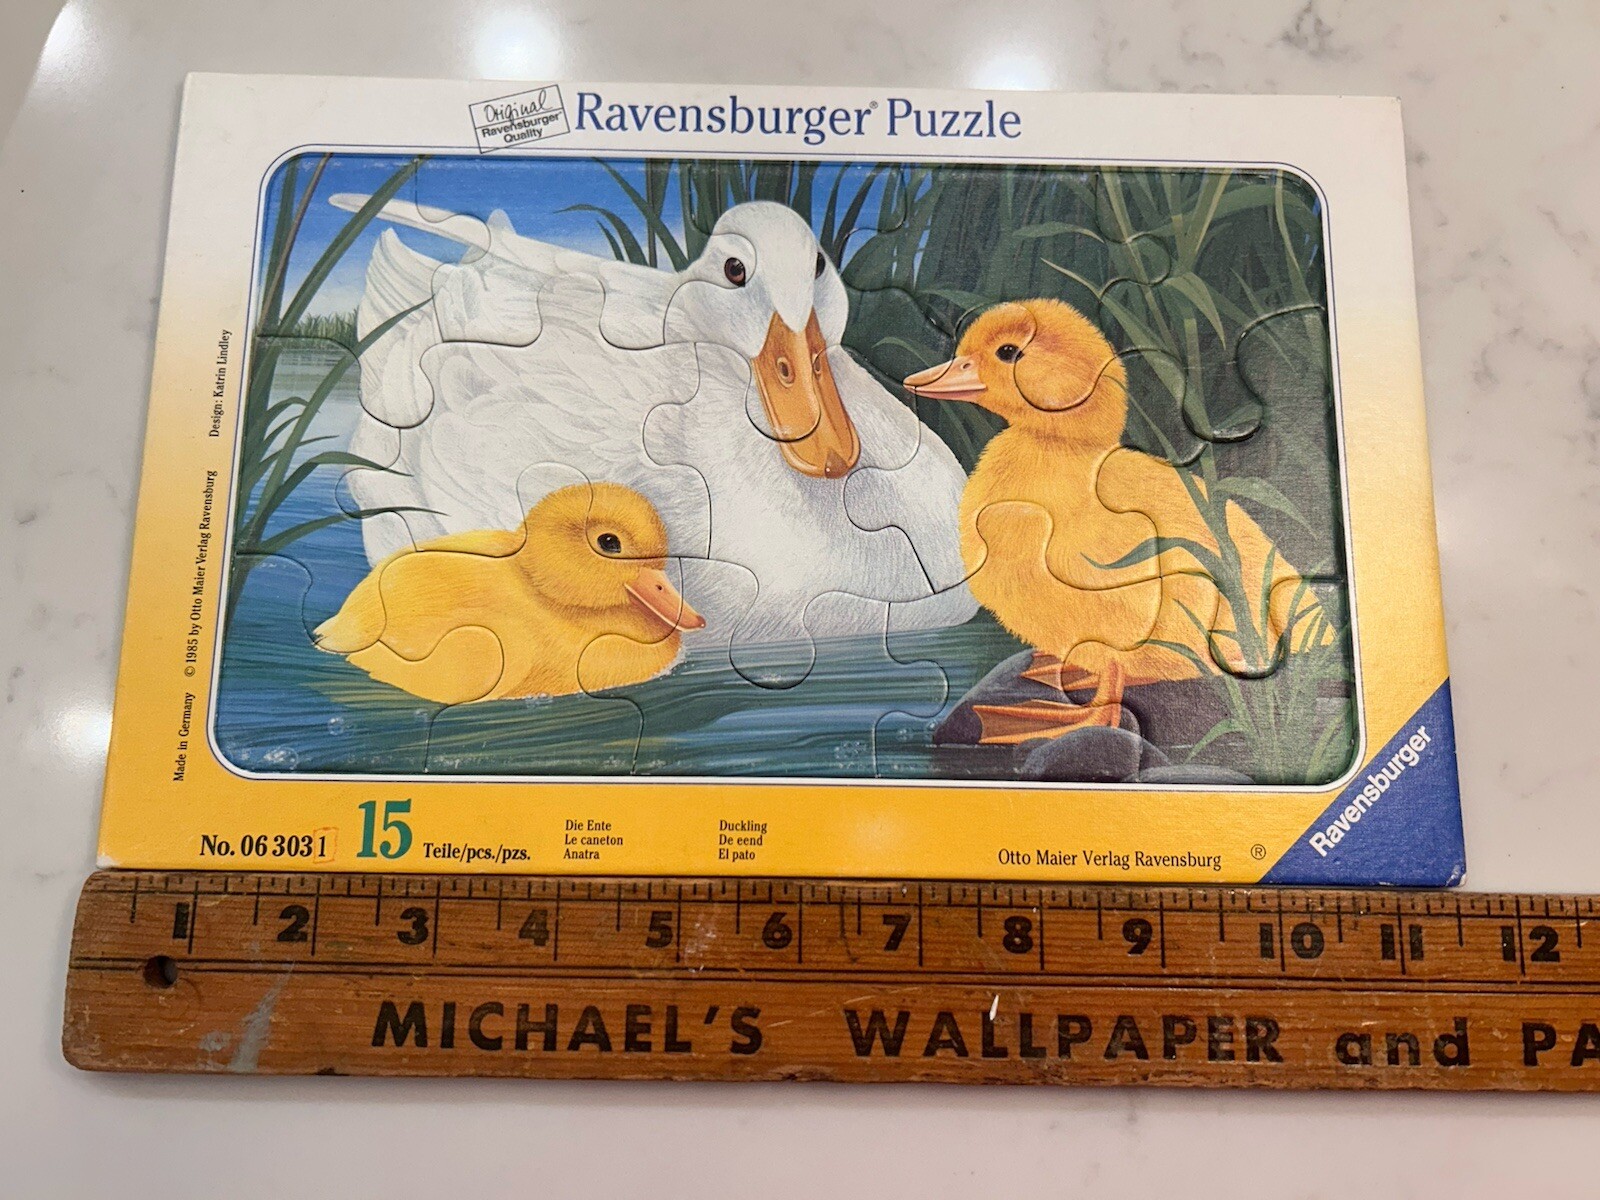 Original
Ravensburger
Quality
Ravensburger® Puzzle
Design: Katrin Lindley
© 1985 by Otto Maier Verlag Ravensburg
Made in Germany
No. 06 303 1
15 Teile/pcs./pzs.
Die Ente
Le caneton
Anatra
Duckling
De eend
El pato
Otto Maier Verlag Ravensburg ®
Ravensburger
1 2 3 4 5 6 7 8 9 10 11 12
MICHAEL'S WALLPAPER and PA